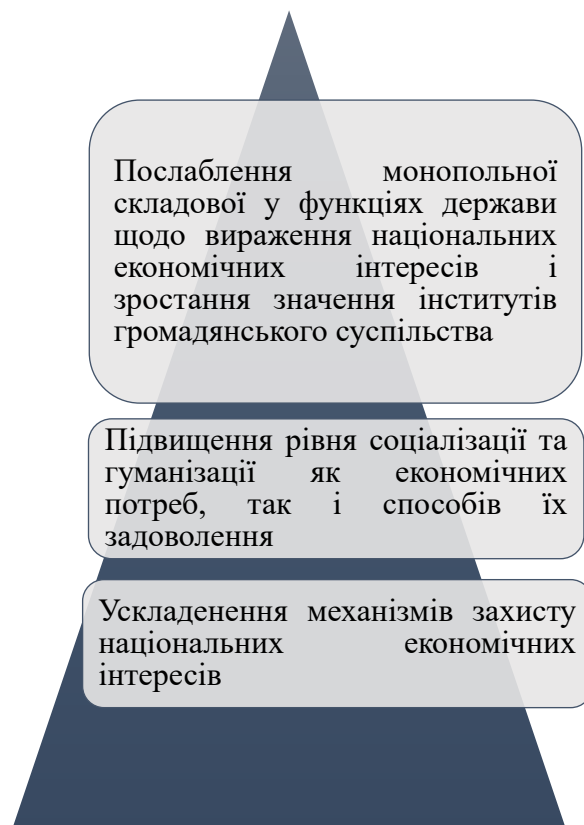 Послаблення монопольної
складової у функціях держави
щодо вираження національних
економічних інтересів і
зростання значення інститутів
громадянського суспільства
Підвищення рівня соціалізації та
гуманізації як економічних
потреб, так і способів їх
задоволення
Ускладенення механізмів захисту
національних економічних
інтересів